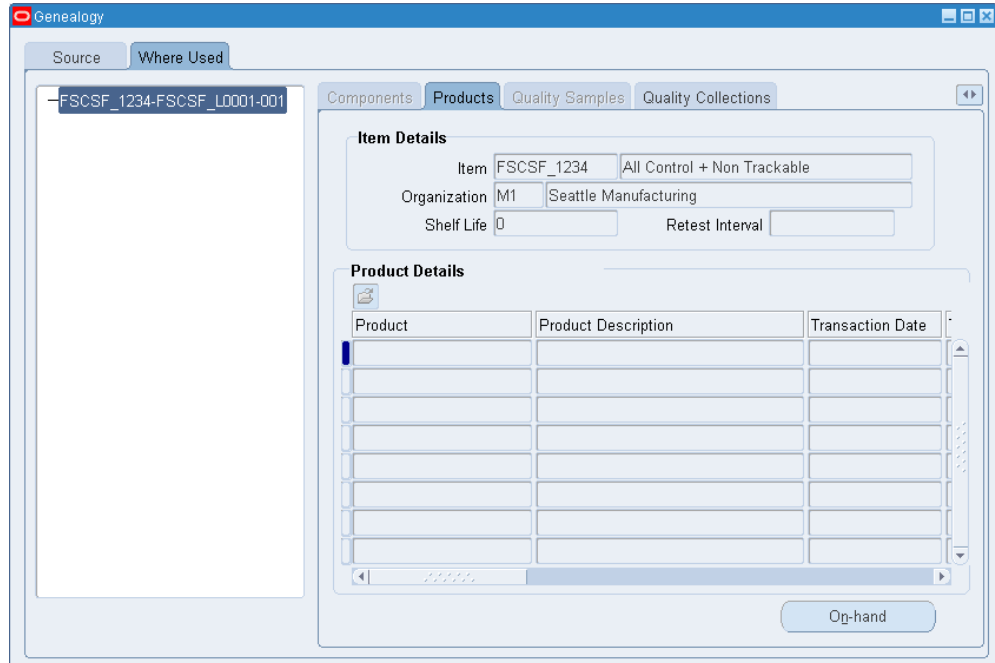 Genealogy
Source Where Used
FSCSF_1234-FSCSF_L0001-001
Components Products Quality Samples Quality Collections
Item Details
Item FSCSF_1234 All Control + Non Trackable
Organization M1 Seattle Manufacturing
Shelf Life 0 Retest Interval
Product Details
Product Product Description Transaction Date
On-hand